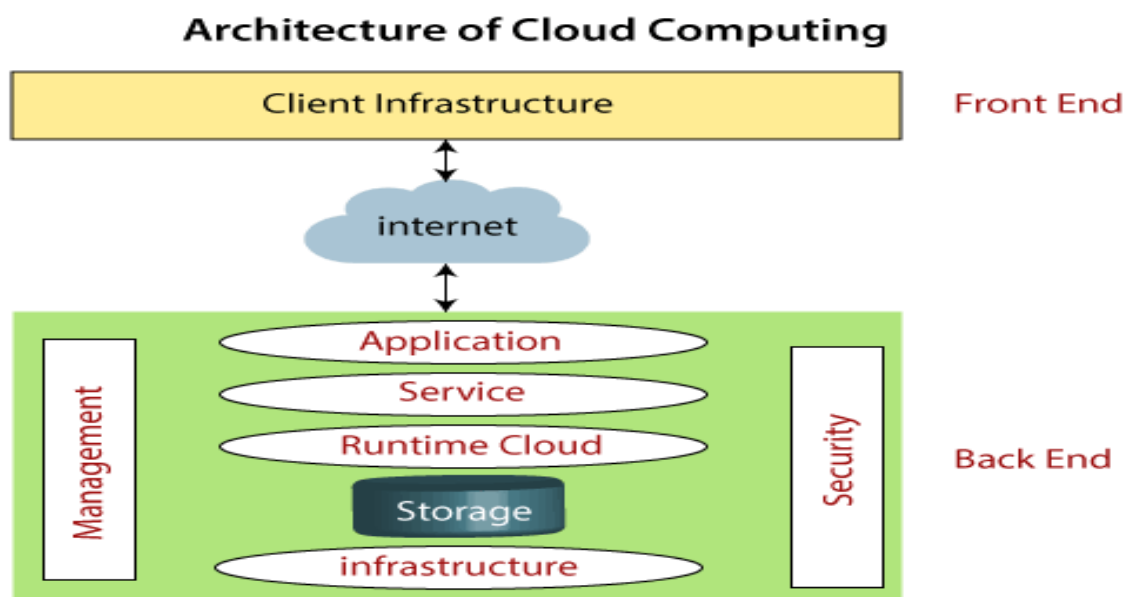 Architecture of Cloud Computing
Client Infrastructure
Front End
internet
Application
Service
Runtime Cloud
Storage
infrastructure
Management
Security
Back End